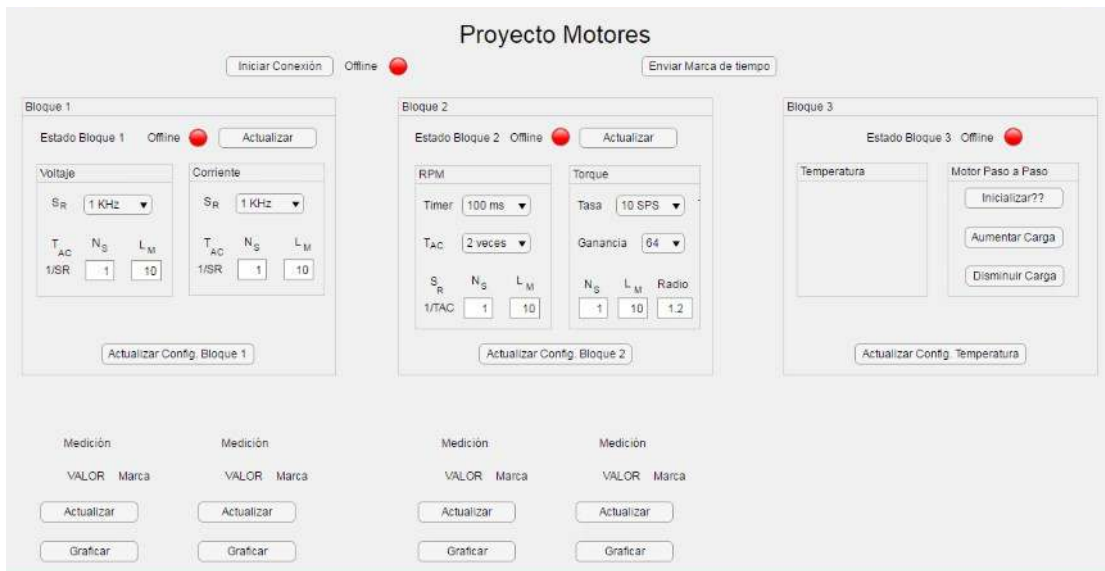 Proyecto Motores
Iniciar Conexión Offline Enviar Marca de tiempo
Bloque 1
Estado Bloque 1 Offline Actualizar
Voltaje Corriente
SR 1 KHz SR 1 KHz
TAC NS LM TAC NS LM
1/SR 1 10 1/SR 1 10
Actualizar Config. Bloque 1
Bloque 2
Estado Bloque 2 Offline Actualizar
RPM Torque
Timer 100 ms Tasa 10 SPS
TAC 2 veces Ganancia 64
SR NS LM NS LM Radio
1/TAC 1 10 1 10 1.2
Actualizar Config. Bloque 2
Bloque 3
Estado Bloque 3 Offline
Temperatura Motor Paso a Paso
Inicializar??
Aumentar Carga
Disminuir Carga
Actualizar Config. Temperatura
Medición Medición Medición Medición
VALOR Marca VALOR Marca VALOR Marca VALOR Marca
Actualizar Actualizar Actualizar Actualizar
Graficar Graficar Graficar Graficar